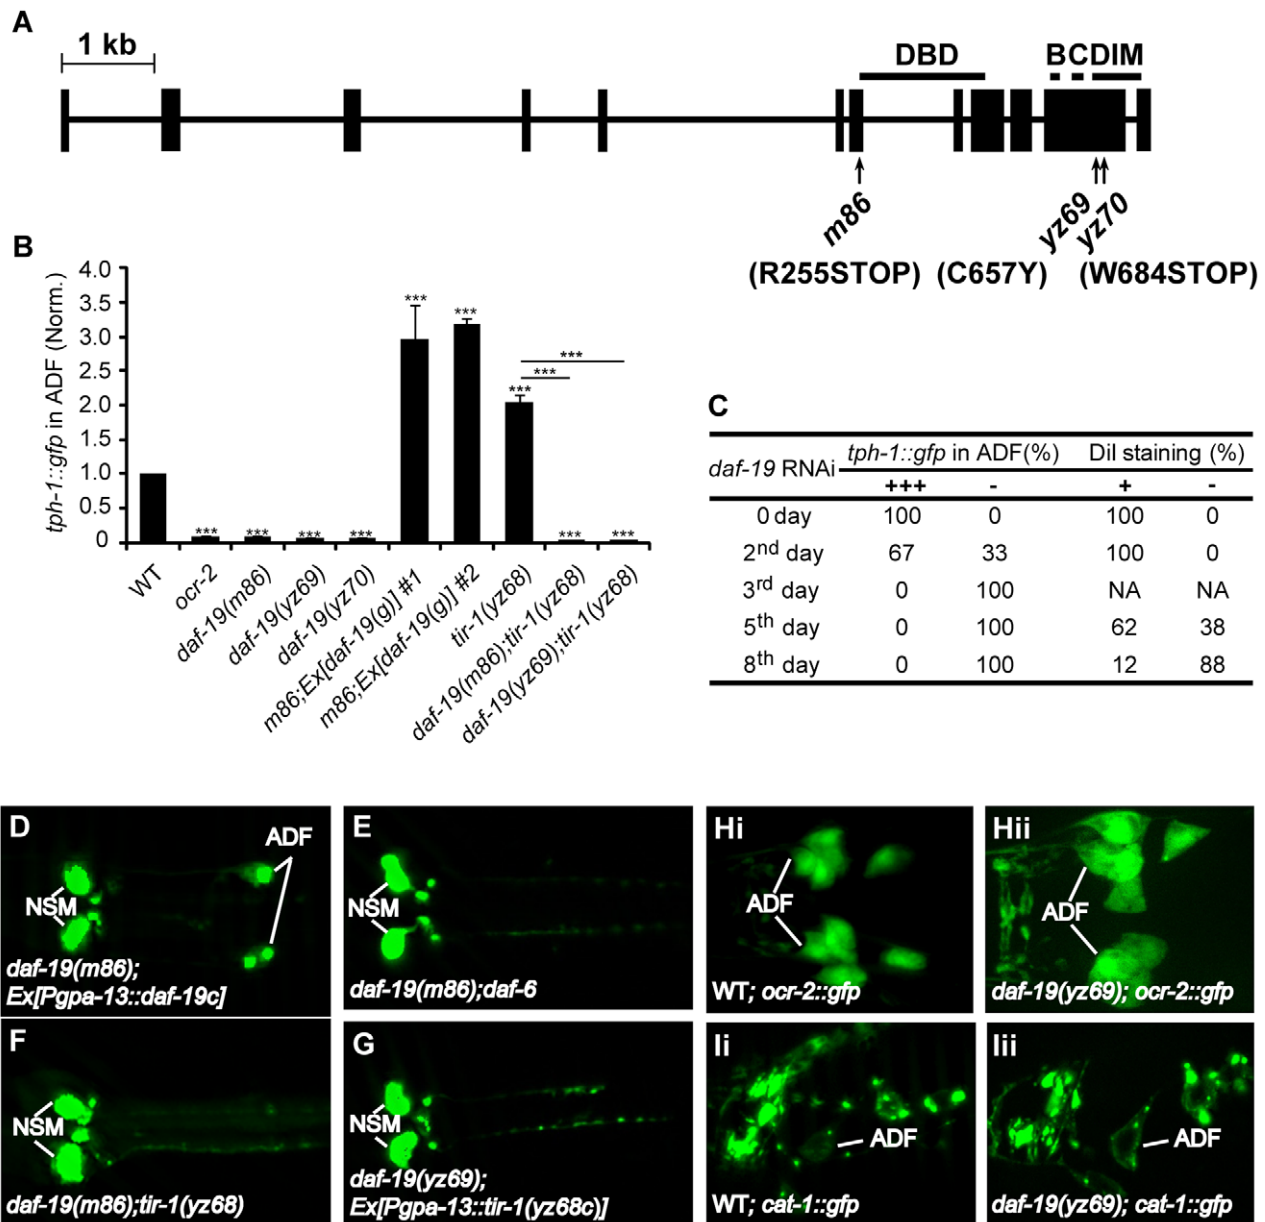 A
1 kb
DBD
BCDIM
m86
yz69
yz70
(R255STOP) (C657Y) (W684STOP)
B
tph-1::gfp in ADF (Norm.)
4.0
3.5
3.0
2.5
2.0
1.5
1.0
0.5
0
*** *** *** *** *** *** *** *** *** *** ***
WT
ocr-2
daf-19(m86)
daf-19(yz69)
daf-19(yz70)
m86;Ex[daf-19(g)] #1
m86;Ex[daf-19(g)] #2
tir-1(yz68)
daf-19(m86);tir-1(yz68)
daf-19(yz69);tir-1(yz68)
C
daf-19 RNAi tph-1::gfp in ADF(%) DiI staining (%)
+++ - + -
0 day 100 0 100 0
2nd day 67 33 100 0
3rd day 0 100 NA NA
5th day 0 100 62 38
8th day 0 100 12 88
D
ADF
NSM
daf-19(m86);
Ex[Pgpa-13::daf-19c]
E
NSM
daf-19(m86);daf-6
Hi
ADF
WT; ocr-2::gfp
Hii
ADF
daf-19(yz69); ocr-2::gfp
F
NSM
daf-19(m86);tir-1(yz68)
G
NSM
daf-19(yz69);
Ex[Pgpa-13::tir-1(yz68c)]
Ii
ADF
WT; cat-1::gfp
Iii
ADF
daf-19(yz69); cat-1::gfp